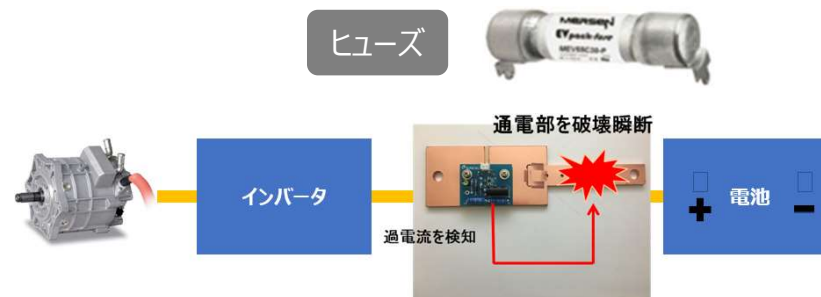 ヒューズ
MERSEN
EV pack-fuse
MEV55C30-P
通電部を破壊瞬断
インバータ
過電流を検知
電池
+ -